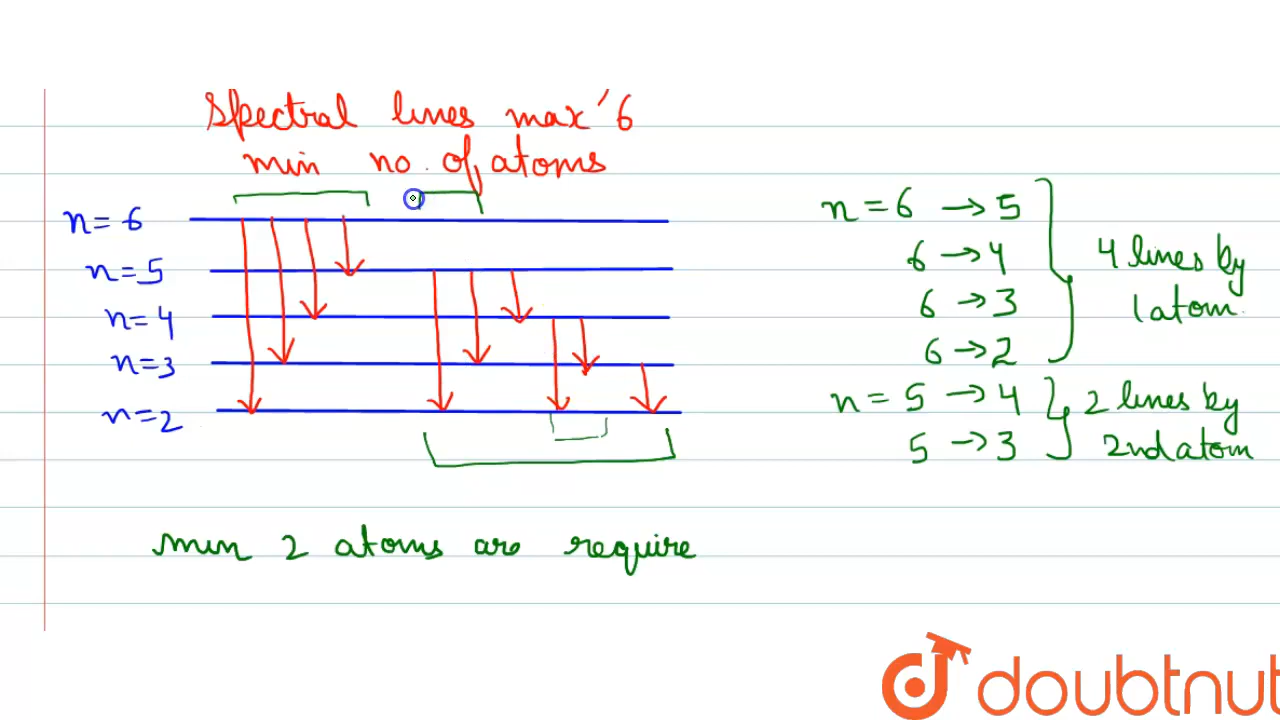 Spectral lines max' 6
min no. of atoms
n=6
n=5
n=4
n=3
n=2
n=6 → 5
6 → 4
6 → 3
6 → 2
4 lines by
1 atom.
n=5 → 4
5 → 3
2 lines by
2nd atom
min 2 atoms are require
doubtnut